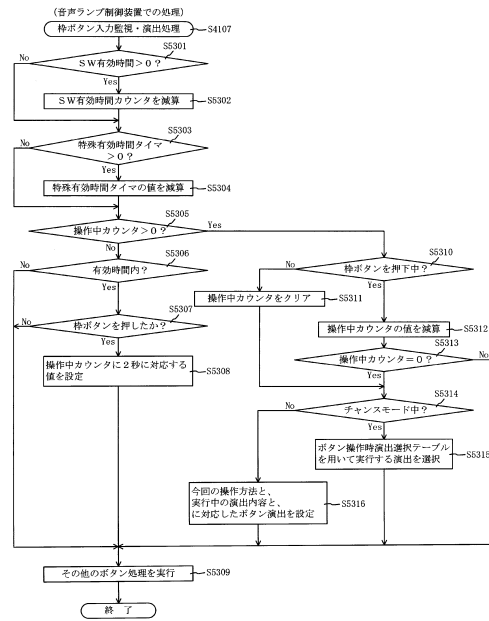 (音声ランプ制御装置での処理)
枠ボタン入力監視・演出処理
S4107
S5301
No
SW有効時間>0?
Yes
SW有効時間カウンタを減算
S5302
S5303
No
特殊有効時間タイマ
>0?
Yes
特殊有効時間タイマの値を減算
S5304
S5305
操作中カウンタ>0?
Yes
No
S5306
No
有効時間内?
Yes
S5307
No
枠ボタンを押したか?
Yes
操作中カウンタに2秒に対応する
値を設定
S5308
S5310
No
枠ボタンを押下中?
Yes
操作中カウンタをクリア
S5311
操作中カウンタの値を減算
S5312
S5313
操作中カウンタ=0?
No
Yes
S5314
No
チャンスモード中?
Yes
ボタン操作時演出選択テーブル
を用いて実行する演出を選択
S5315
今回の操作方法と、
実行中の演出内容と、
に対応したボタン演出を設定
S5316
その他のボタン処理を実行
S5309
終 了